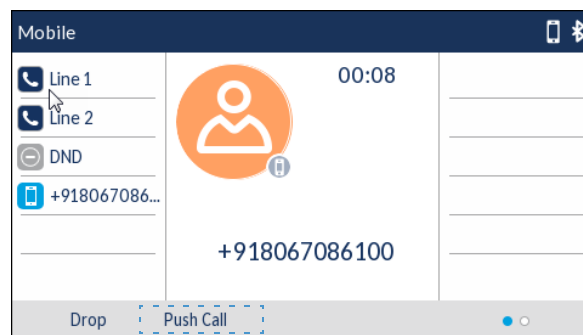 Mobile
Line 1
00:08
Line 2
DND
+918067086...
+918067086100
Drop Push Call